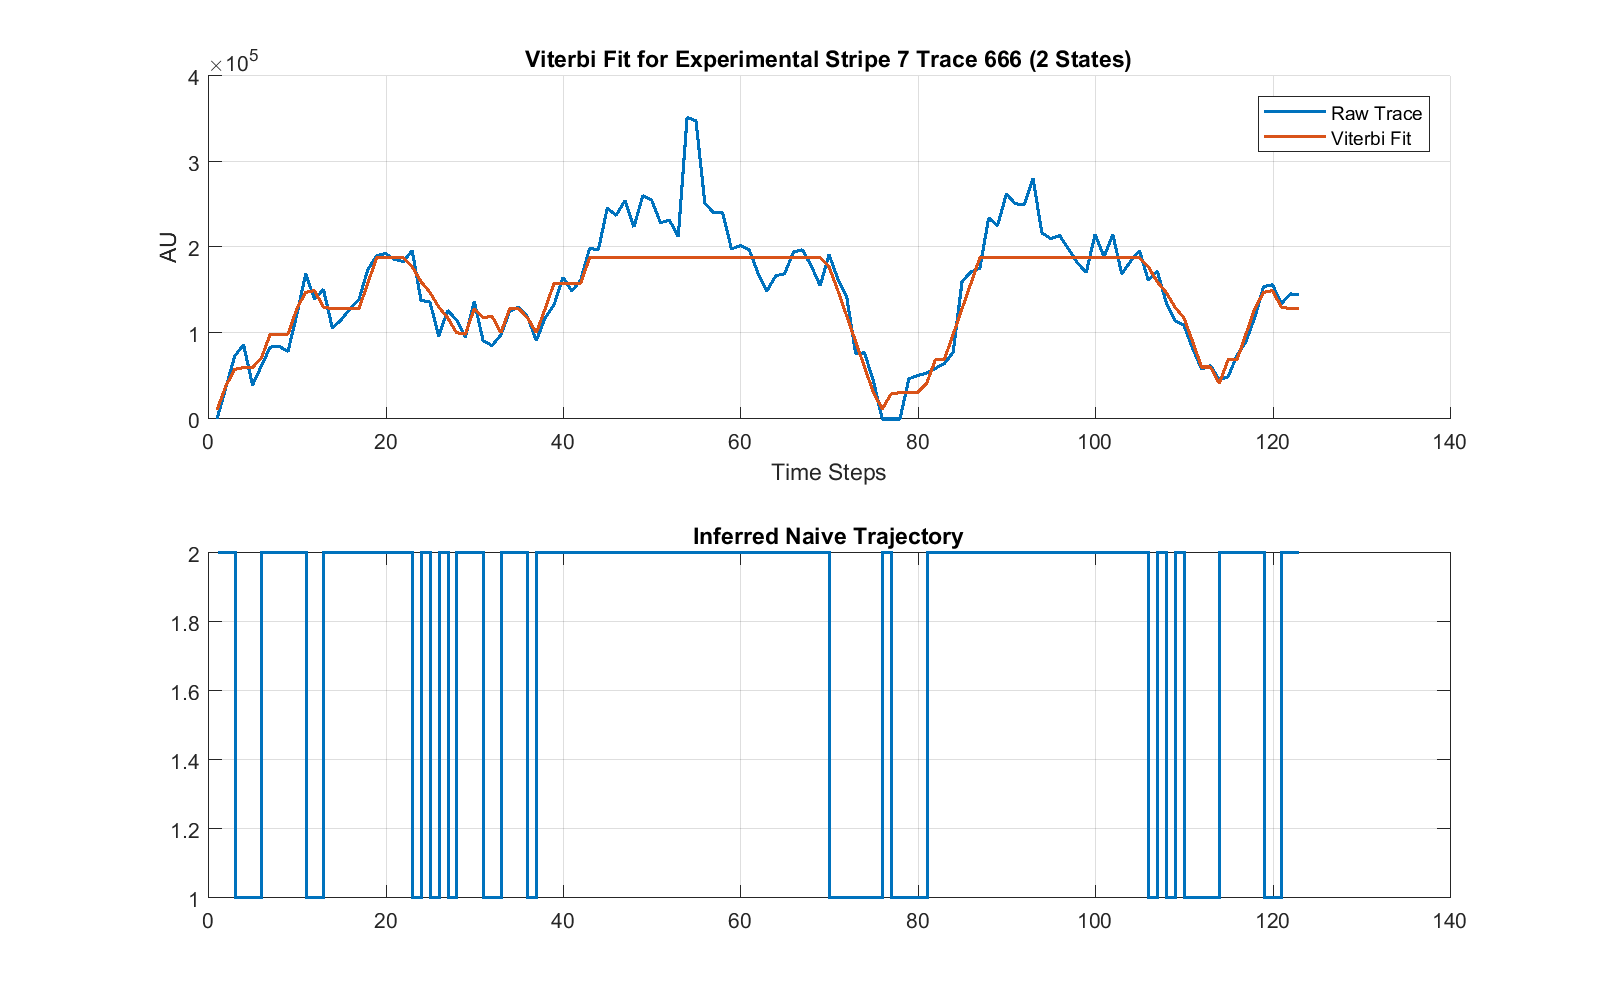 Viterbi Fit for Experimental Stripe 7 Trace 666 (2 States)
×10^5
4
3
2
1
0
AU
Raw Trace
Viterbi Fit
0 20 40 60 80 100 120 140
Time Steps
Inferred Naive Trajectory
2
1.8
1.6
1.4
1.2
1
0 20 40 60 80 100 120 140